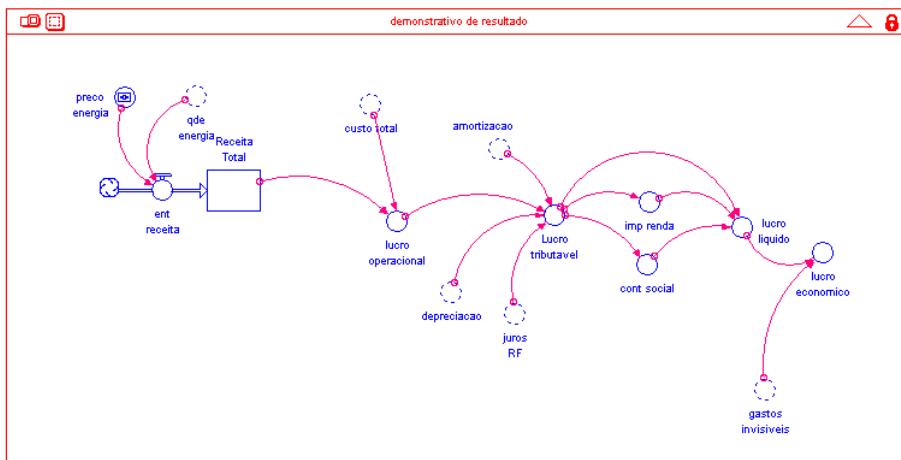 demonstrativo de resultado
preco
energia
qde
energia
Receita
Total
ent
receita
custo total
lucro
operacional
amortizacao
depreciacao
juros
RF
Lucro
tributavel
imp renda
cont social
lucro
liquido
lucro
economico
gastos
invisiveis